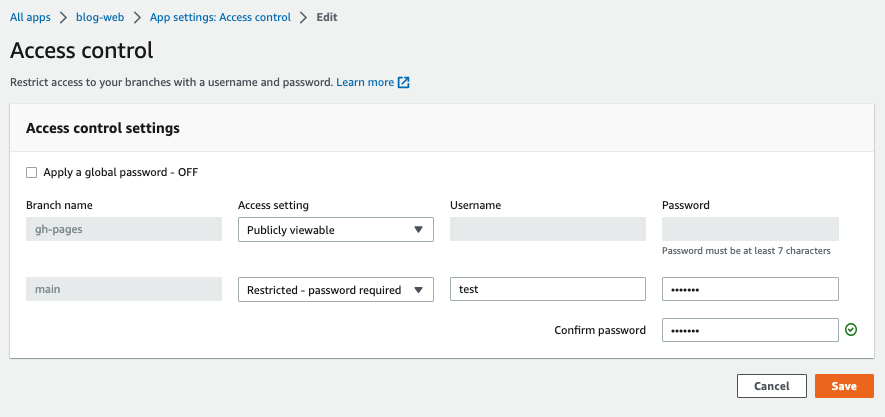 All apps > blog-web > App settings: Access control > Edit
Access control
Restrict access to your branches with a username and password. Learn more
Access control settings
Apply a global password - OFF
Branch name Access setting Username Password
gh-pages Publicly viewable
Password must be at least 7 characters
main Restricted - password required test •••••••
Confirm password •••••••
Cancel Save